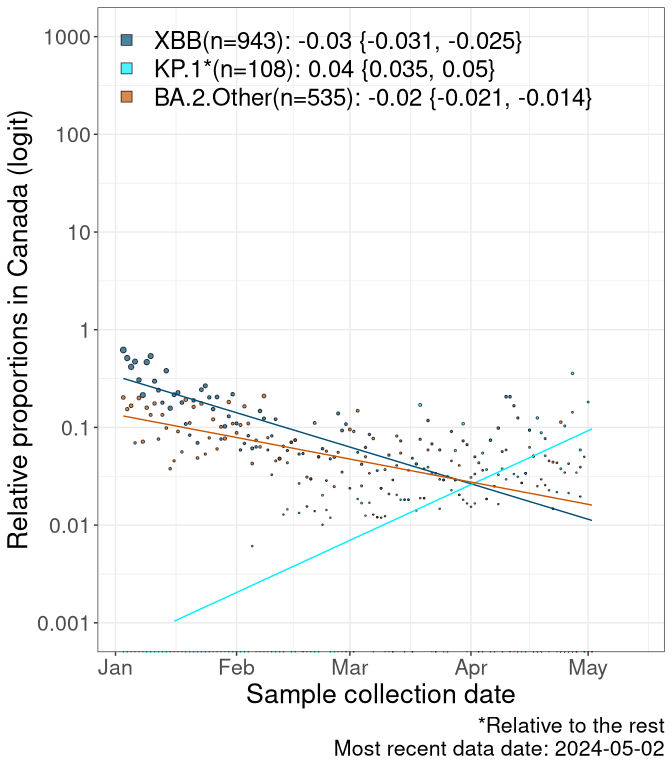 XBB(n=943): -0.03 {-0.031, -0.025}
KP.1*(n=108): 0.04 {0.035, 0.05}
BA.2.Other(n=535): -0.02 {-0.021, -0.014}
Relative proportions in Canada (logit)
1000
100
10
1
0.1
0.01
0.001
Jan Feb Mar Apr May
Sample collection date
*Relative to the rest
Most recent data date: 2024-05-02